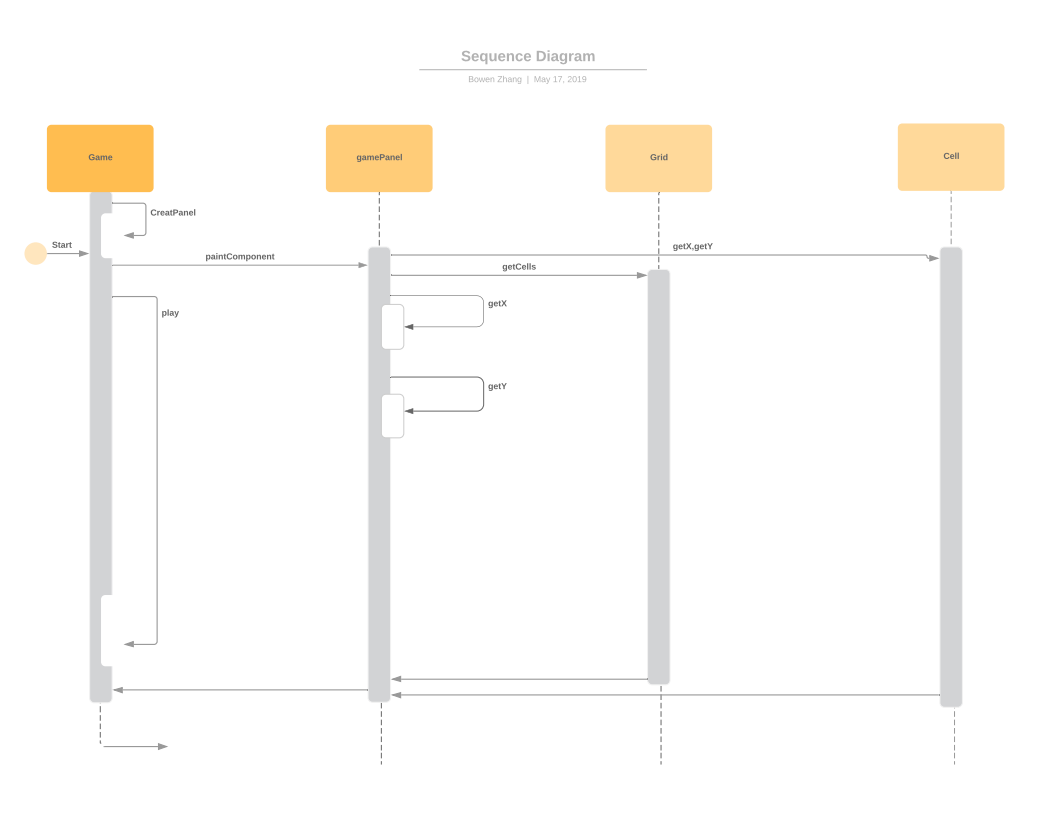 Sequence Diagram
Bowen Zhang | May 17, 2019
Game
gamePanel
Grid
Cell
CreatPanel
Start
getX,getY
paintComponent
getCells
getX
play
getY